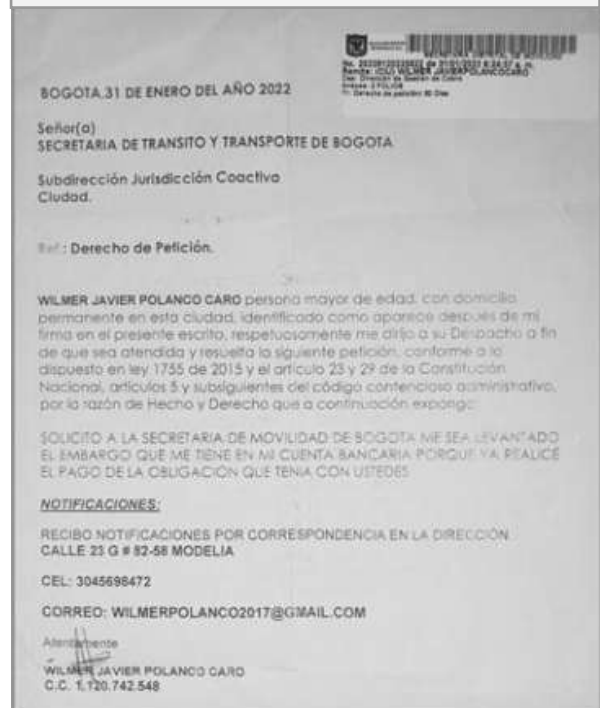 BOGOTA,31 DE ENERO DEL AÑO 2022
Señor(a)
SECRETARIA DE TRANSITO Y TRANSPORTE DE BOGOTA
Subdirección Jurisdicción Coactiva
Ciudad.
Ref.: Derecho de Petición.
WILMER JAVIER POLANCO CARO persona mayor de edad, con domicilio
permanente en esta ciudad, identificado como aparece después de mi
firma en el presente escrito, respetuosamente me dirijo a su Despacho a fin
de que sea atendida y resuelta la siguiente petición, conforme a lo
dispuesto en ley 1755 de 2015 y el artículo 23 y 29 de la Constitución
Nacional, artículos 5 y subsiguientes del código contencioso administrativo,
por la razón de Hecho y Derecho que a continuación expongo:
SOLICITO A LA SECRETARIA DE MOVILIDAD DE BOGOTA ME SEA LEVANTADO
EL EMBARGO QUE ME TIENE EN MI CUENTA BANCARIA PORQUE YA REALICE
EL PAGO DE LA OBLIGACIÓN QUE TENIA CON USTEDES
NOTIFICACIONES:
RECIBO NOTIFICACIONES POR CORRESPONDENCIA EN LA DIRECCIÓN
CALLE 23 G # 82-58 MODELIA
CEL: 3045698472
CORREO: WILMERPOLANCO2017@GMAIL.COM
Atentamente
WILMER JAVIER POLANCO CARO
C.C. 1.120.742.548